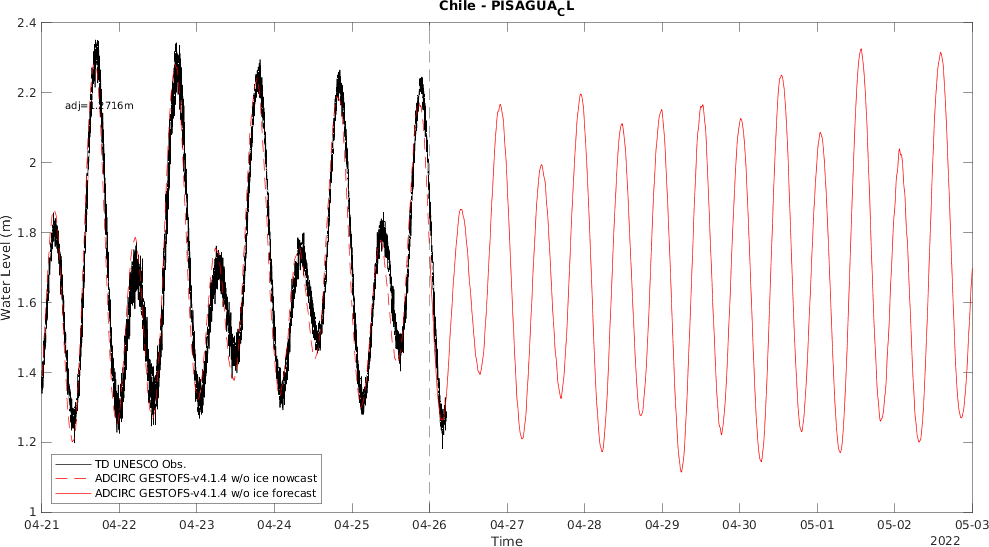 Chile - PISAGUA_CL
2.4
2.2
2
1.8
1.6
1.4
1.2
1
Water Level (m)
adj=1.2716m
TD UNESCO Obs.
ADCIRC GESTOFS-v4.1.4 w/o ice nowcast
ADCIRC GESTOFS-v4.1.4 w/o ice forecast
04-21 04-22 04-23 04-24 04-25 04-26 04-27 04-28 04-29 04-30 05-01 05-02 05-03
Time
2022